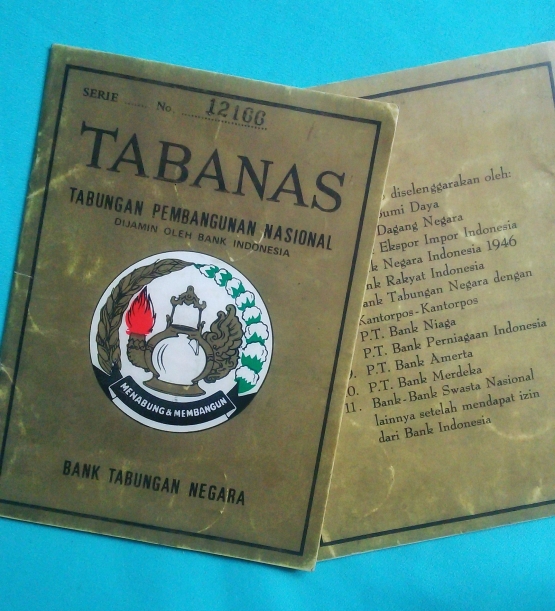 SERIE ...... No. 12166
TABANAS
TABUNGAN PEMBANGUNAN NASIONAL
DIJAMIN OLEH BANK INDONESIA
MENABUNG & MEMBANGUN
BANK TABUNGAN NEGARA
diselenggarakan oleh:
Daya
Dagang Negara
Ekspor Impor Indonesia
Negara Indonesia 1946
Rakyat Indonesia
Tabungan Negara dengan
Kantorpos-Kantorpos
P.T. Bank Niaga
P.T. Bank Perniagaan Indonesia
P.T. Bank Amerta
P.T. Bank Merdeka
11. Bank-Bank Swasta Nasional
lainnya setelah mendapat izin
dari Bank Indonesia